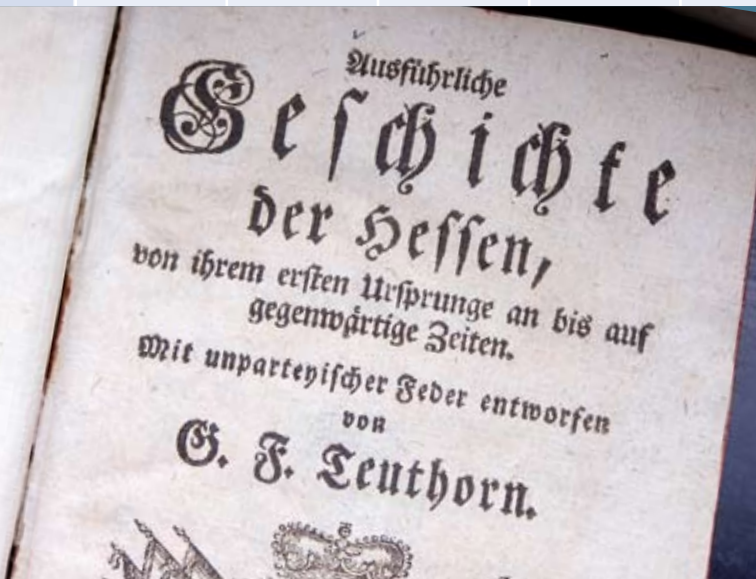 Ausführliche
Geſchichte
der Heſſen,
von ihrem erſten Urſprunge an bis auf
gegenwärtige Zeiten.
Mit unparteyiſcher Feder entworfen
von
G. F. Teuthorn.